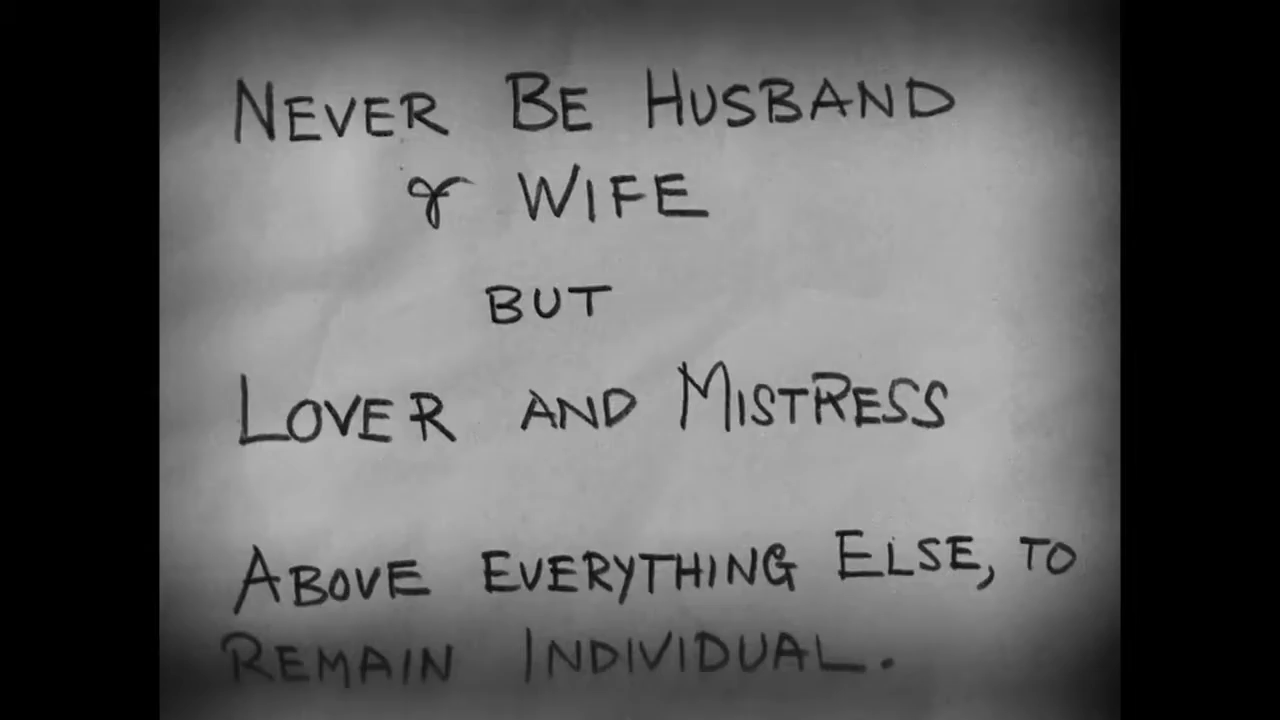 NEVER BE HUSBAND
& WIFE
BUT
LOVER AND MISTRESS
ABOVE EVERYTHING ELSE, TO
REMAIN INDIVIDUAL.